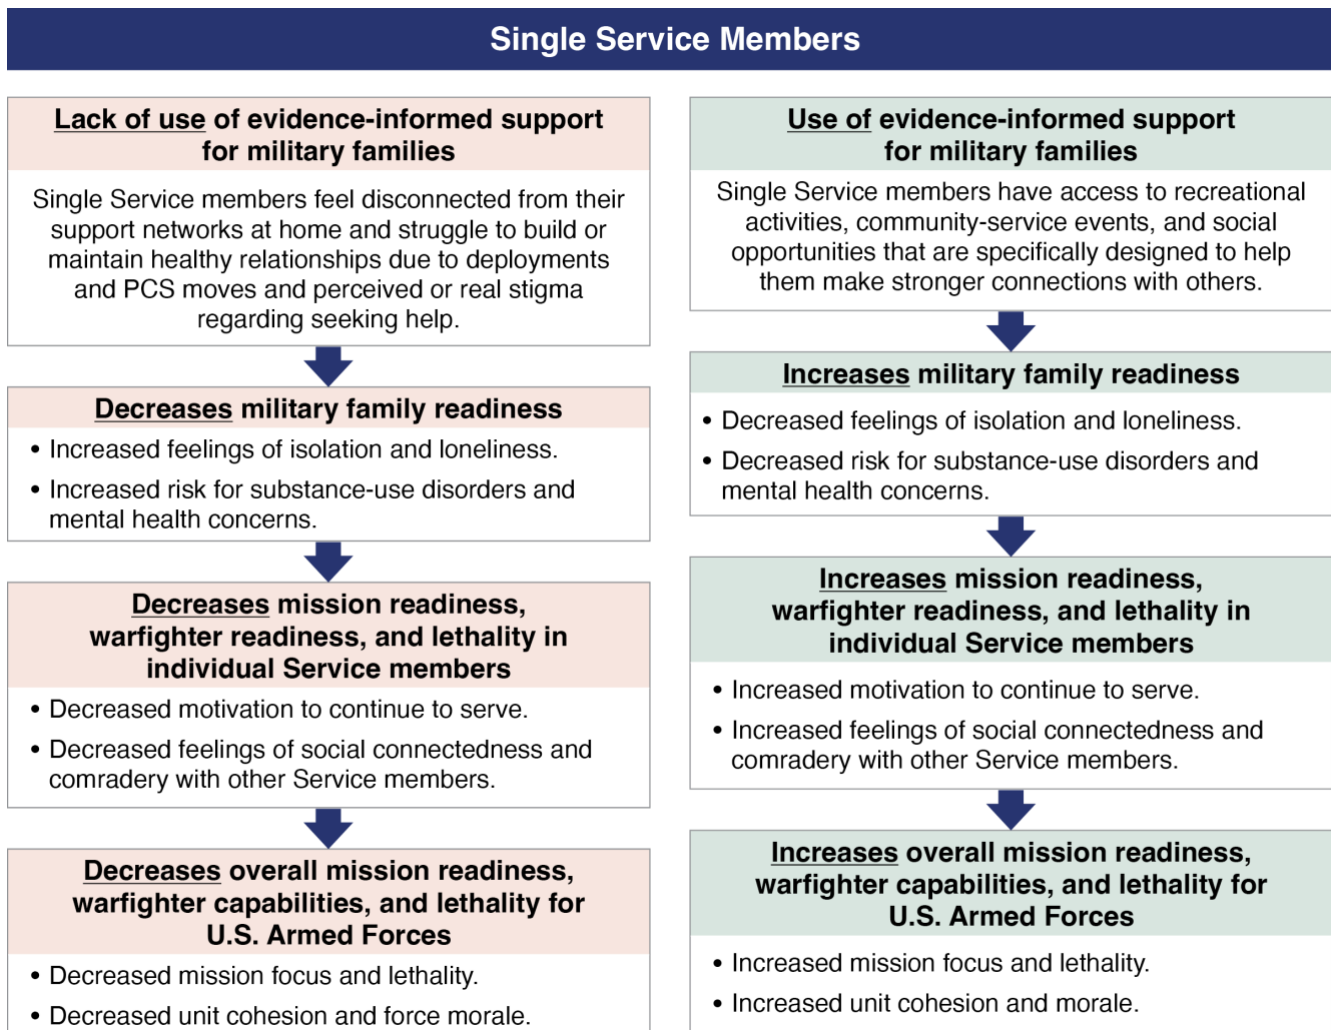 Single Service Members
Lack of use of evidence-informed support
for military families
Single Service members feel disconnected from their
support networks at home and struggle to build or
maintain healthy relationships due to deployments
and PCS moves and perceived or real stigma
regarding seeking help.
Decreases military family readiness
• Increased feelings of isolation and loneliness.
• Increased risk for substance-use disorders and
mental health concerns.
Decreases mission readiness,
warfighter readiness, and lethality in
individual Service members
• Decreased motivation to continue to serve.
• Decreased feelings of social connectedness and
comradery with other Service members.
Decreases overall mission readiness,
warfighter capabilities, and lethality for
U.S. Armed Forces
• Decreased mission focus and lethality.
• Decreased unit cohesion and force morale.
Use of evidence-informed support
for military families
Single Service members have access to recreational
activities, community-service events, and social
opportunities that are specifically designed to help
them make stronger connections with others.
Increases military family readiness
• Decreased feelings of isolation and loneliness.
• Decreased risk for substance-use disorders and
mental health concerns.
Increases mission readiness,
warfighter readiness, and lethality in
individual Service members
• Increased motivation to continue to serve.
• Increased feelings of social connectedness and
comradery with other Service members.
Increases overall mission readiness,
warfighter capabilities, and lethality for
U.S. Armed Forces
• Increased mission focus and lethality.
• Increased unit cohesion and morale.